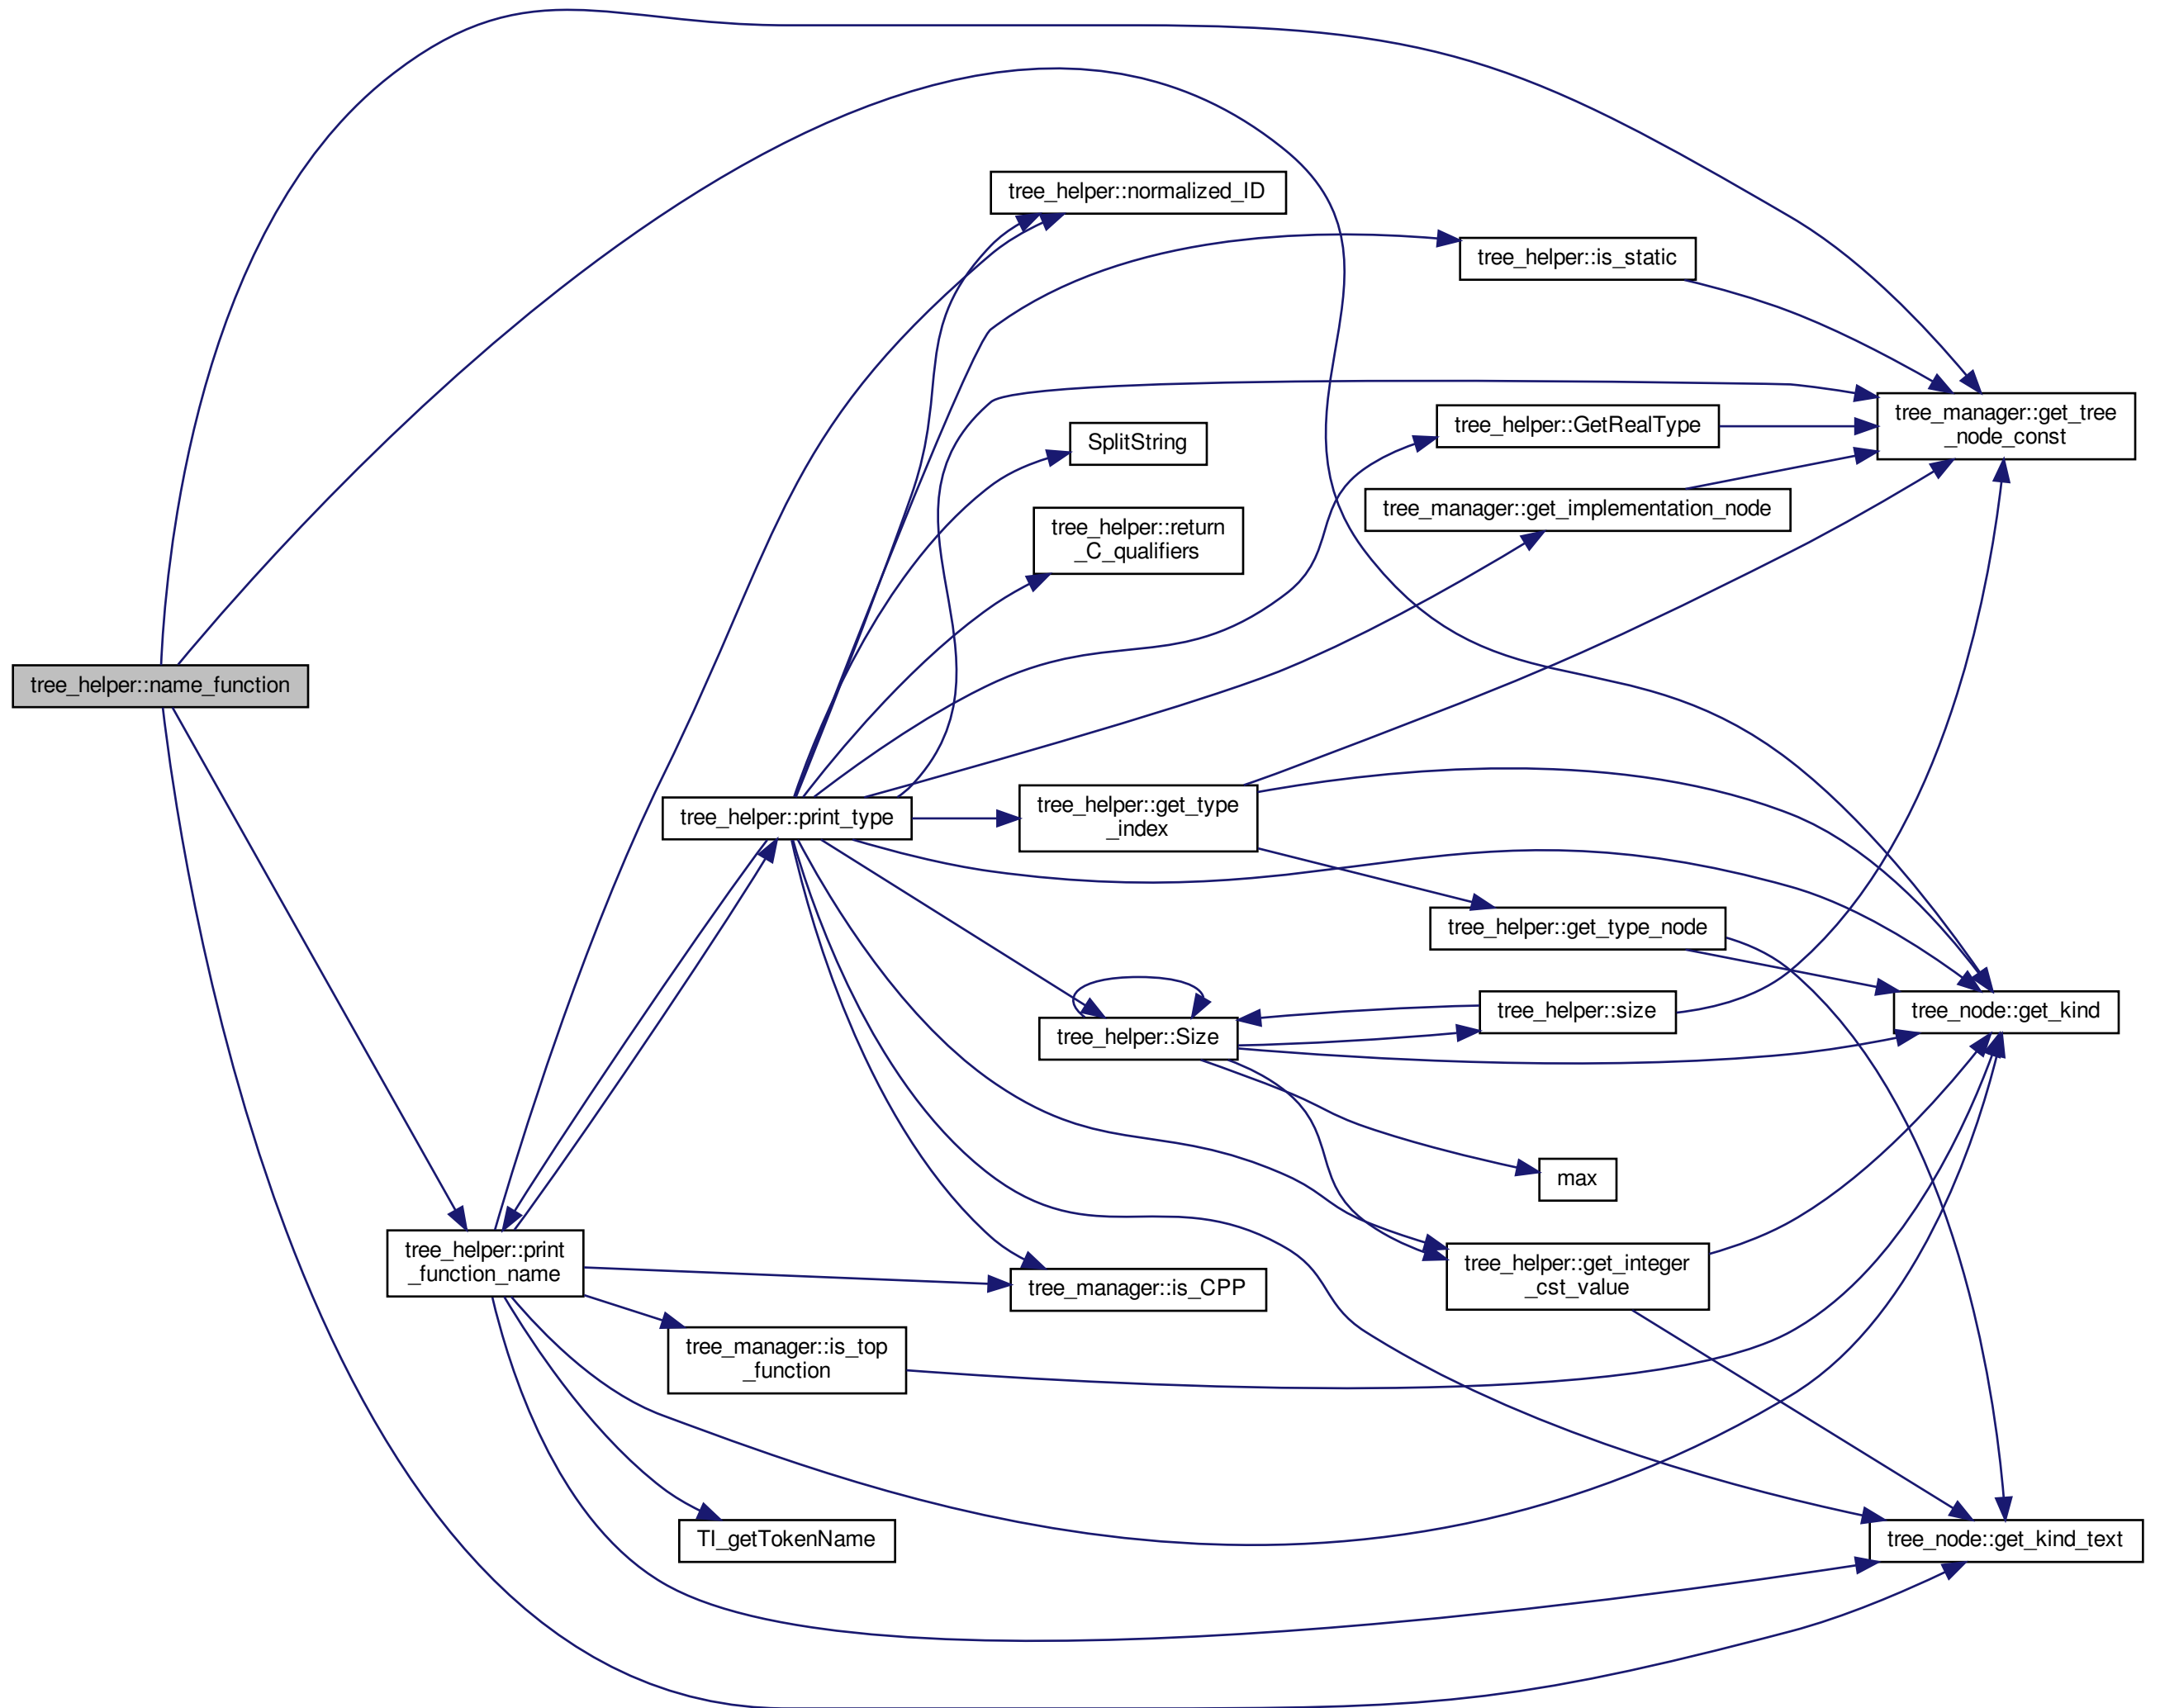 tree_helper::normalized_ID
tree_helper::is_static
tree_manager::get_tree
_node_const
tree_helper::GetRealType
SplitString
tree_manager::get_implementation_node
tree_helper::return
_C_qualifiers
tree_helper::name_function
tree_helper::print_type
tree_helper::get_type
_index
tree_helper::get_type_node
tree_helper::size
tree_node::get_kind
tree_helper::Size
max
tree_helper::print
_function_name
tree_helper::get_integer
_cst_value
tree_manager::is_CPP
tree_manager::is_top
_function
TI_getTokenName
tree_node::get_kind_text